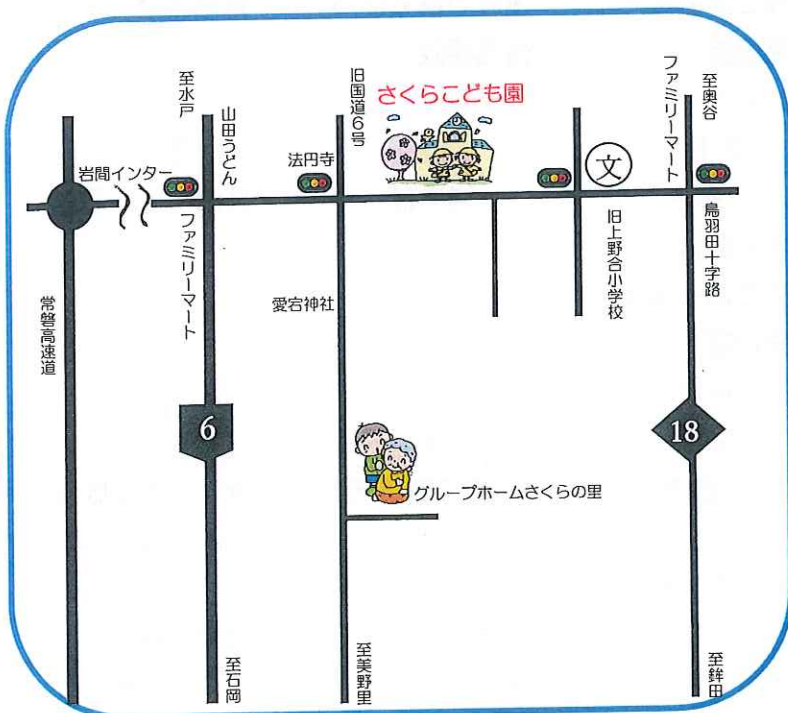 至水戸
山田うどん
旧国道6号
さくらこども園
ファミリーマート
至奥谷
岩間インター
法円寺
文
ファミリーマート
旧上野合小学校
鳥羽田十字路
常磐高速道
愛宕神社
6
18
グループホームさくらの里
至石岡
至美野里
至鉾田